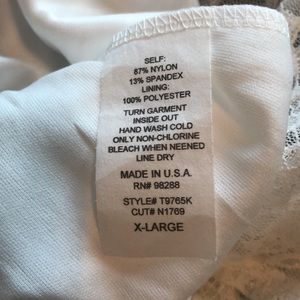 SELF:
87% NYLON
13% SPANDEX
LINING:
100% POLYESTER
TURN GARMENT
INSIDE OUT
HAND WASH COLD
ONLY NON-CHLORINE
BLEACH WHEN NEENED
LINE DRY
MADE IN U.S.A.
RN# 98288
STYLE# T9765K
CUT# N1769
X-LARGE